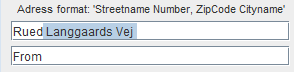 Adress format: 'Streetname Number, ZipCode Cityname'
Rued Langgaards Vej
From